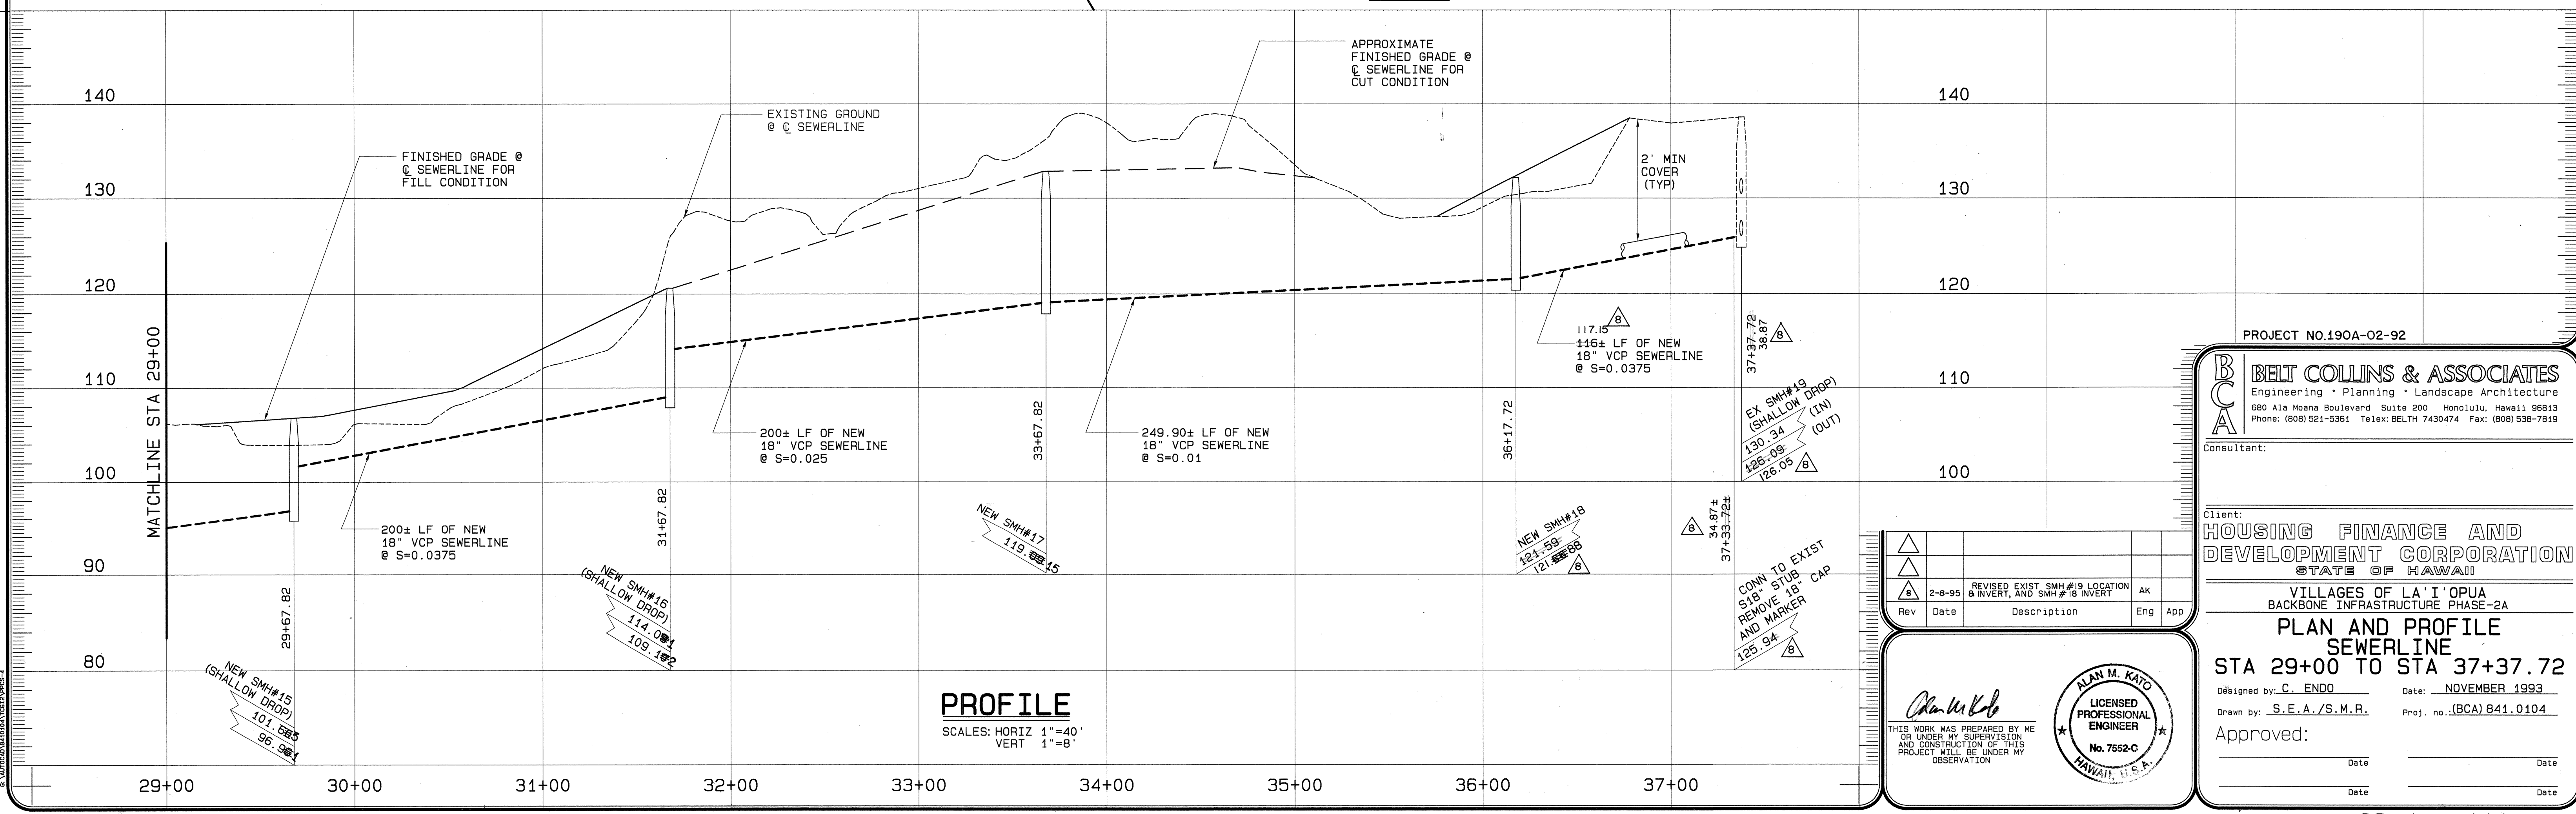 APPROXIMATE
FINISHED GRADE @
℄ SEWERLINE FOR
CUT CONDITION
EXISTING GROUND
@ ℄ SEWERLINE
FINISHED GRADE @
℄ SEWERLINE FOR
FILL CONDITION
2' MIN
COVER
(TYP)
140
130
120
110
100
90
80
140
130
120
110
100
MATCHLINE STA 29+00
200± LF OF NEW
18" VCP SEWERLINE
@ S=0.0375
200± LF OF NEW
18" VCP SEWERLINE
@ S=0.025
249.90± LF OF NEW
18" VCP SEWERLINE
@ S=0.01
117.15 8
116± LF OF NEW
18" VCP SEWERLINE
@ S=0.0375
29+67.82
NEW SMH#15
(SHALLOW DROP)
31+67.82
NEW SMH#16
(SHALLOW DROP)
33+67.82
NEW SMH#17
36+17.72
NEW SMH#18
121.59
8
37+37.72
38.87
8
EX SMH#19
(SHALLOW DROP)
130.34 (IN)
126.09 (OUT)
126.05 8
8
34.87±
37+33.72±
CONN TO EXIST
S18" STUB
REMOVE 18" CAP
AND MARKER
125.94 8
PROFILE
SCALES: HORIZ 1"=40'
VERT 1"=8'
29+00
30+00
31+00
32+00
33+00
34+00
35+00
36+00
37+00
8 2-8-95 REVISED EXIST SMH #19 LOCATION & INVERT, AND SMH #18 INVERT AK
Rev Date Description Eng App
THIS WORK WAS PREPARED BY ME
OR UNDER MY SUPERVISION
AND CONSTRUCTION OF THIS
PROJECT WILL BE UNDER MY
OBSERVATION
ALAN M. KATO
LICENSED
PROFESSIONAL
ENGINEER
No. 7552-C
HAWAII, U.S.A.
PROJECT NO.190A-02-92
BCA
BELT COLLINS & ASSOCIATES
Engineering • Planning • Landscape Architecture
680 Ala Moana Boulevard Suite 200 Honolulu, Hawaii 96813
Phone: (808) 521-5361 Telex: BELTH 7430474 Fax: (808) 538-7819
Consultant:
Client:
HOUSING FINANCE AND
DEVELOPMENT CORPORATION
STATE OF HAWAII
VILLAGES OF LA'I'OPUA
BACKBONE INFRASTRUCTURE PHASE-2A
PLAN AND PROFILE
SEWERLINE
STA 29+00 TO STA 37+37.72
Designed by: C. ENDO Date: NOVEMBER 1993
Drawn by: S.E.A./S.M.R. Proj. no. (BCA) 841.0104
Approved:
Date Date
Date Date